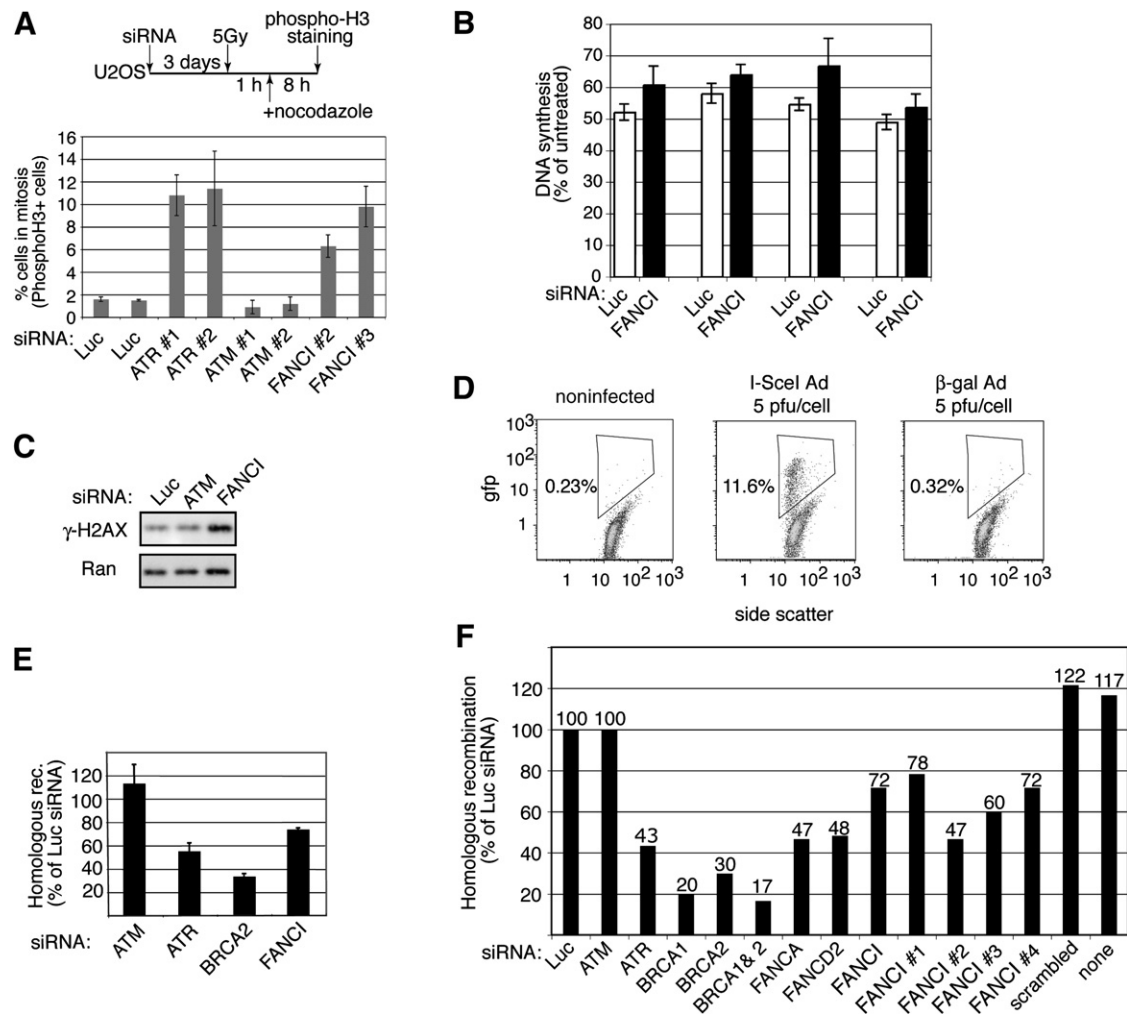 A
siRNA
5Gy
phospho-H3
staining
U2OS
3 days
1 h
8 h
+nocodazole
% cells in mitosis
(PhosphoH3+ cells)
16
14
12
10
8
6
4
2
0
siRNA:
Luc
Luc
ATR #1
ATR #2
ATM #1
ATM #2
FANCI #2
FANCI #3
B
DNA synthesis
(% of untreated)
80
70
60
50
40
30
20
10
0
siRNA:
Luc
FANCI
Luc
FANCI
Luc
FANCI
Luc
FANCI
C
siRNA:
Luc
ATM
FANCI
γ-H2AX
Ran
D
noninfected
I-SceI Ad
5 pfu/cell
β-gal Ad
5 pfu/cell
gfp
10³
10²
10
1
0.23%
11.6%
0.32%
1 10 10² 10³
1 10 10² 10³
1 10 10² 10³
side scatter
E
Homologous rec.
(% of Luc siRNA)
120
100
80
60
40
20
siRNA:
ATM
ATR
BRCA2
FANCI
F
Homologous recombination
(% of Luc siRNA)
120
100
80
60
40
20
100
100
43
20
30
17
47
48
72
78
47
60
72
122
117
siRNA:
Luc
ATM
ATR
BRCA1
BRCA2
BRCA1& 2
FANCA
FANCD2
FANCI
FANCI #1
FANCI #2
FANCI #3
FANCI #4
scrambled
none